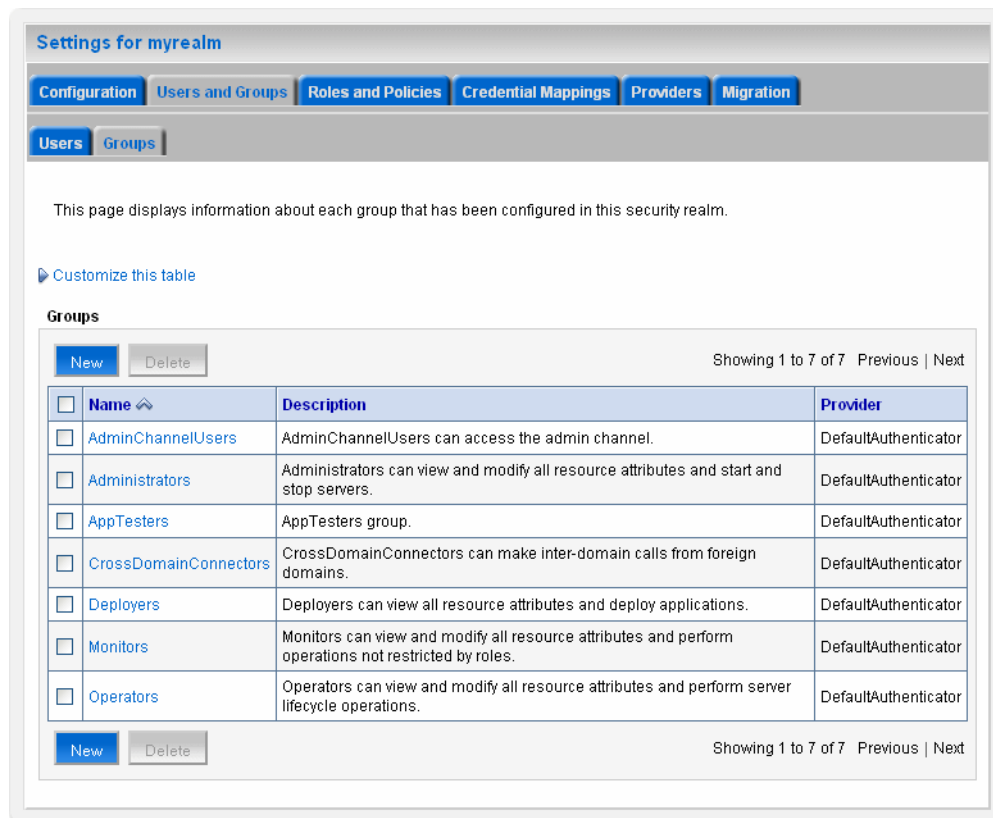 Settings for myrealm
Configuration Users and Groups Roles and Policies Credential Mappings Providers Migration
Users Groups
This page displays information about each group that has been configured in this security realm.
Customize this table
Groups
New Delete Showing 1 to 7 of 7 Previous | Next
Name Description Provider
AdminChannelUsers AdminChannelUsers can access the admin channel. DefaultAuthenticator
Administrators Administrators can view and modify all resource attributes and start and
stop servers. DefaultAuthenticator
AppTesters AppTesters group. DefaultAuthenticator
CrossDomainConnectors CrossDomainConnectors can make inter-domain calls from foreign
domains. DefaultAuthenticator
Deployers Deployers can view all resource attributes and deploy applications. DefaultAuthenticator
Monitors Monitors can view and modify all resource attributes and perform
operations not restricted by roles. DefaultAuthenticator
Operators Operators can view and modify all resource attributes and perform server
lifecycle operations. DefaultAuthenticator
New Delete Showing 1 to 7 of 7 Previous | Next